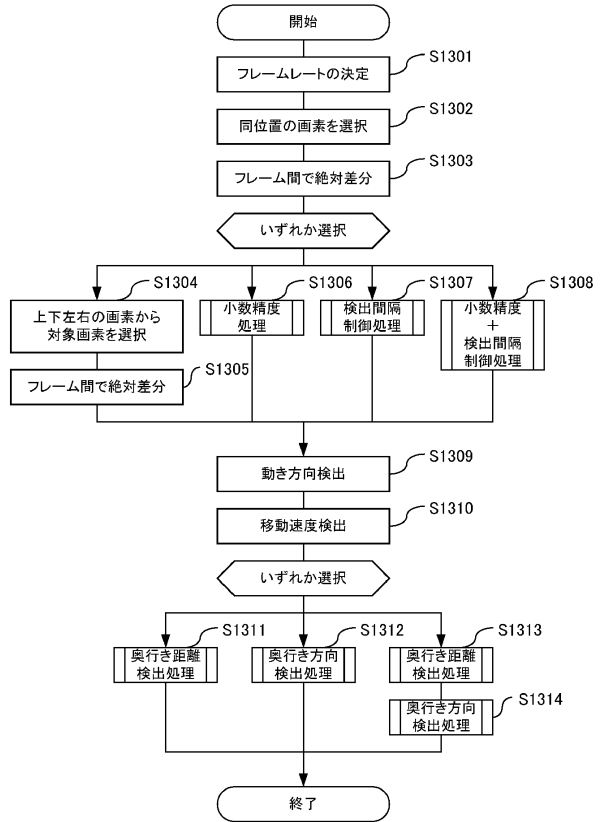 開始
S1301
フレームレートの決定
S1302
同位置の画素を選択
S1303
フレーム間で絶対差分
いずれか選択
S1304
上下左右の画素から
対象画素を選択
S1305
フレーム間で絶対差分
S1306
小数精度
処理
S1307
検出間隔
制御処理
S1308
小数精度
+
検出間隔
制御処理
S1309
動き方向検出
S1310
移動速度検出
いずれか選択
S1311
奥行き距離
検出処理
S1312
奥行き方向
検出処理
S1313
奥行き距離
検出処理
S1314
奥行き方向
検出処理
終了